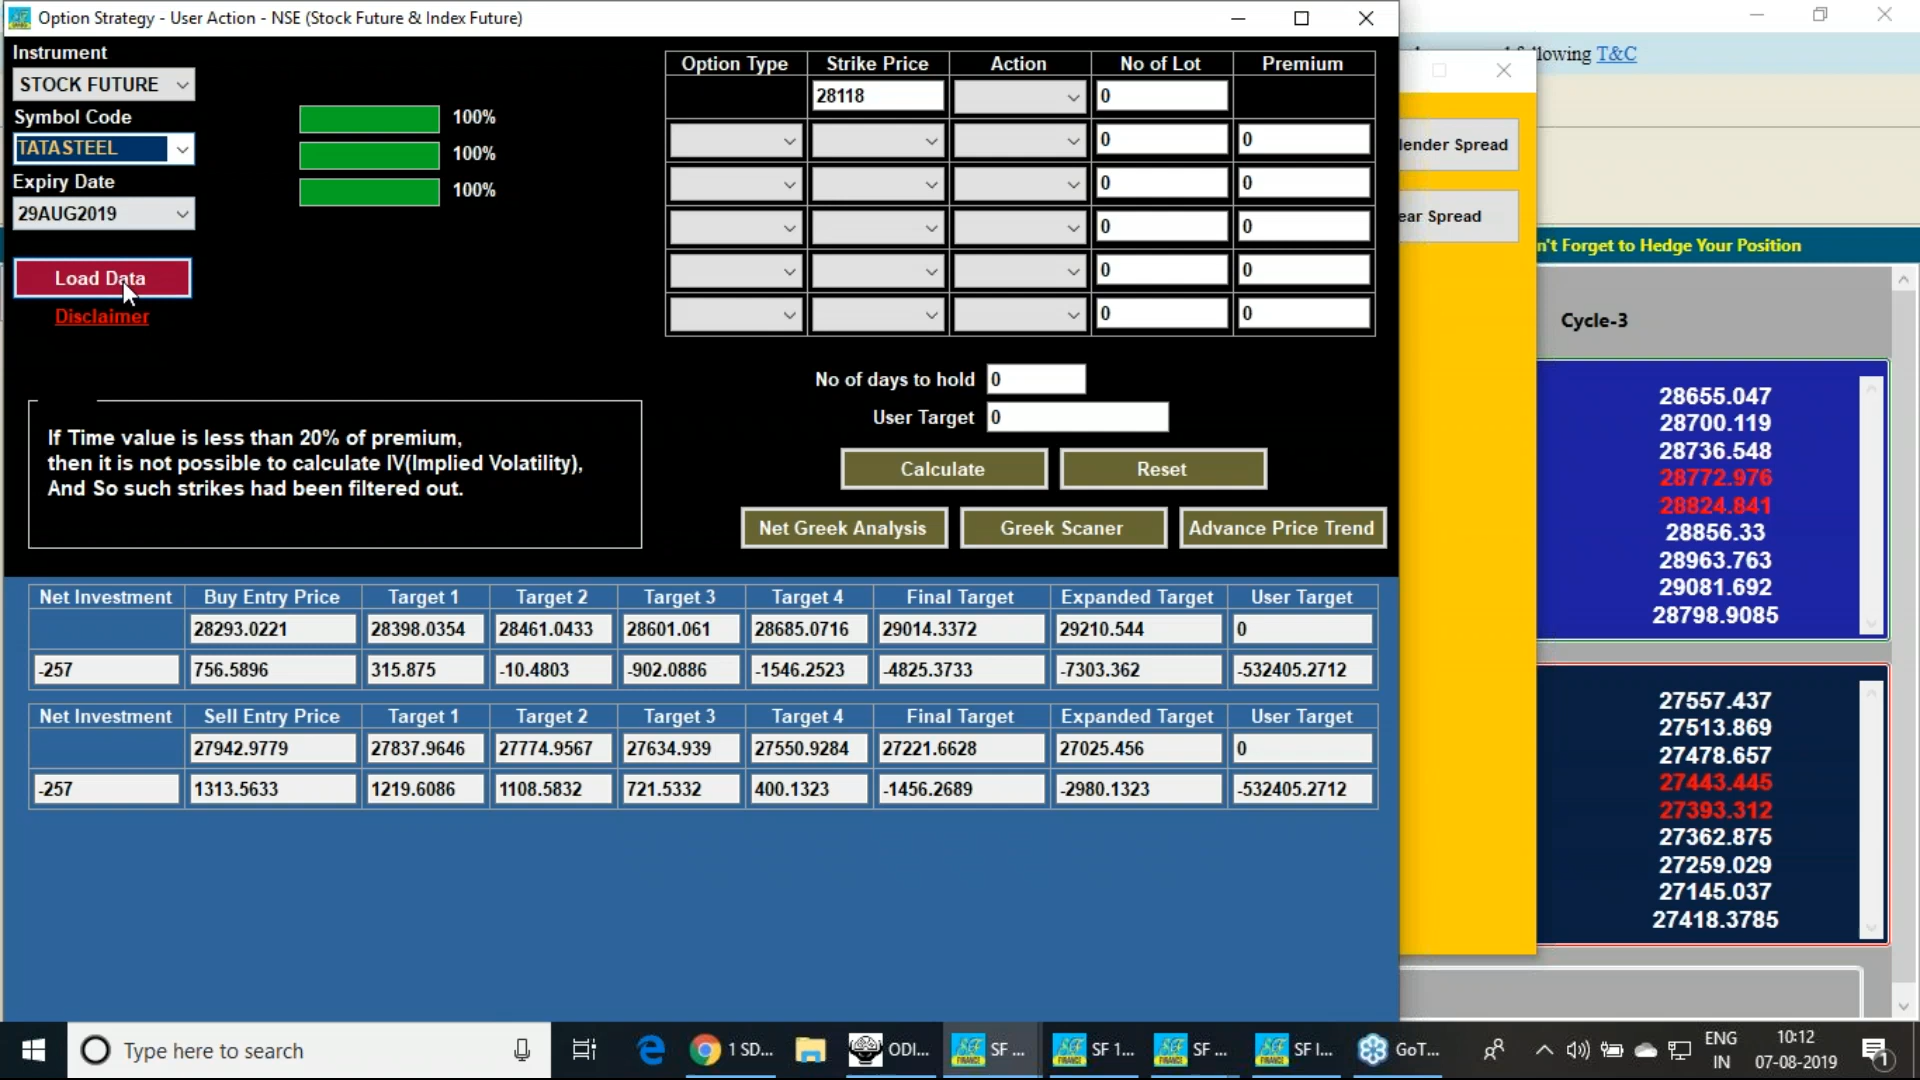 Option Strategy - User Action - NSE (Stock Future & Index Future)
Instrument
STOCK FUTURE
Symbol Code
TATASTEEL
Expiry Date
29AUG2019
Load Data
Disclaimer
100%
100%
100%
Option Type Strike Price Action No of Lot Premium
28118 0
0 0
0 0
0 0
0 0
0 0
No of days to hold 0
User Target 0
Calculate Reset
Net Greek Analysis Greek Scaner Advance Price Trend
If Time value is less than 20% of premium,
then it is not possible to calculate IV(Implied Volatility),
And So such strikes had been filtered out.
Net Investment Buy Entry Price Target 1 Target 2 Target 3 Target 4 Final Target Expanded Target User Target
28293.0221 28398.0354 28461.0433 28601.061 28685.0716 29014.3372 29210.544 0
-257 756.5896 315.875 -10.4803 -902.0886 -1546.2523 -4825.3733 -7303.362 -532405.2712
Net Investment Sell Entry Price Target 1 Target 2 Target 3 Target 4 Final Target Expanded Target User Target
27942.9779 27837.9646 27774.9567 27634.939 27550.9284 27221.6628 27025.456 0
-257 1313.5633 1219.6086 1108.5832 721.5332 400.1323 -1456.2689 -2980.1323 -532405.2712
lowing T&C
lender Spread
ear Spread
n't Forget to Hedge Your Position
Cycle-3
28655.047
28700.119
28736.548
28772.976
28824.841
28856.33
28963.763
29081.692
28798.9085
27557.437
27513.869
27478.657
27443.445
27393.312
27362.875
27259.029
27145.037
27418.3785
Type here to search
1 SD... ODI... SF ... SF 1... SF ... SF I... GoT...
ENG
IN
10:12
07-08-2019
1